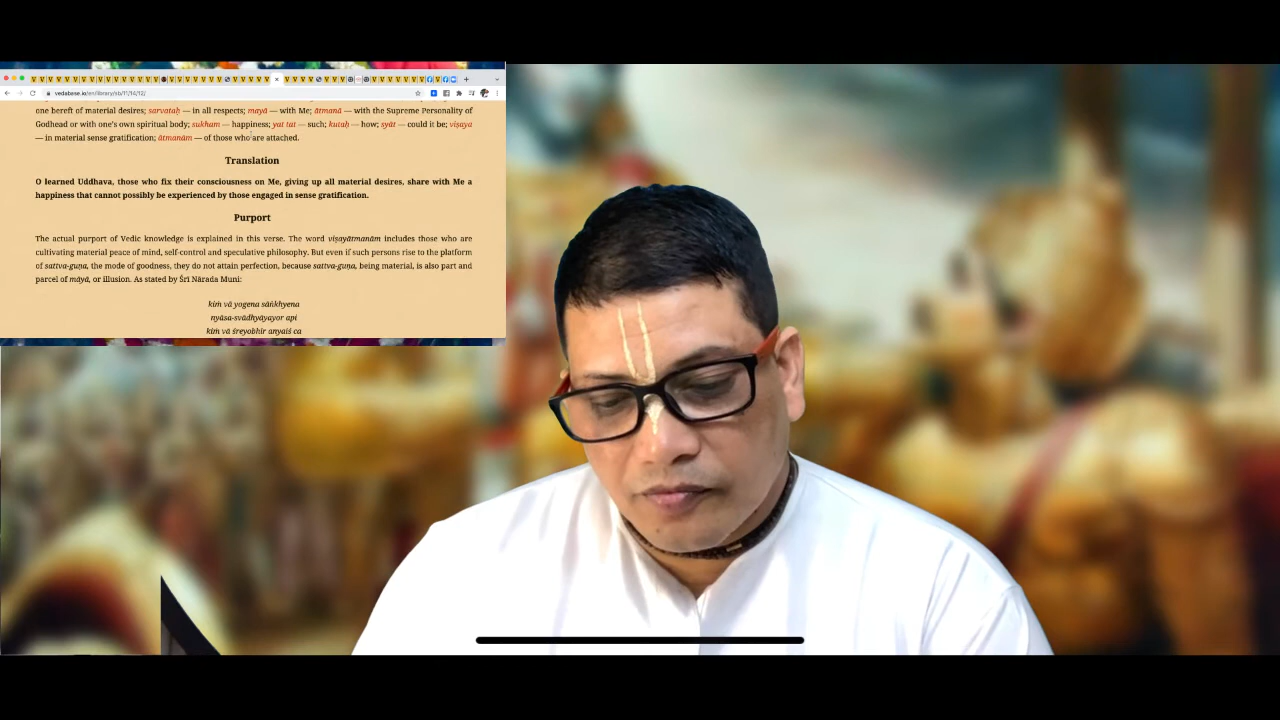 vedabase.io/en/library/sb/11/14/12/
one bereft of material desires; sarvataḥ — in all respects; mayā — with Me; ātmanā — with the Supreme Personality of
Godhead or with one's own spiritual body; sukham — happiness; yat tat — such; kutaḥ — how; syāt — could it be; viṣaya
— in material sense gratification; ātmanām — of those who are attached.
Translation
O learned Uddhava, those who fix their consciousness on Me, giving up all material desires, share with Me a
happiness that cannot possibly be experienced by those engaged in sense gratification.
Purport
The actual purport of Vedic knowledge is explained in this verse. The word viṣayātmanām includes those who are
cultivating material peace of mind, self-control and speculative philosophy. But even if such persons rise to the platform
of sattva-guṇa, the mode of goodness, they do not attain perfection, because sattva-guṇa, being material, is also part and
parcel of māyā, or illusion. As stated by Śrī Nārada Muni:
kiṁ vā yogena sāṅkhyena
nyāsa-svādhyāyayor api
kiṁ vā śreyobhir anyaiś ca